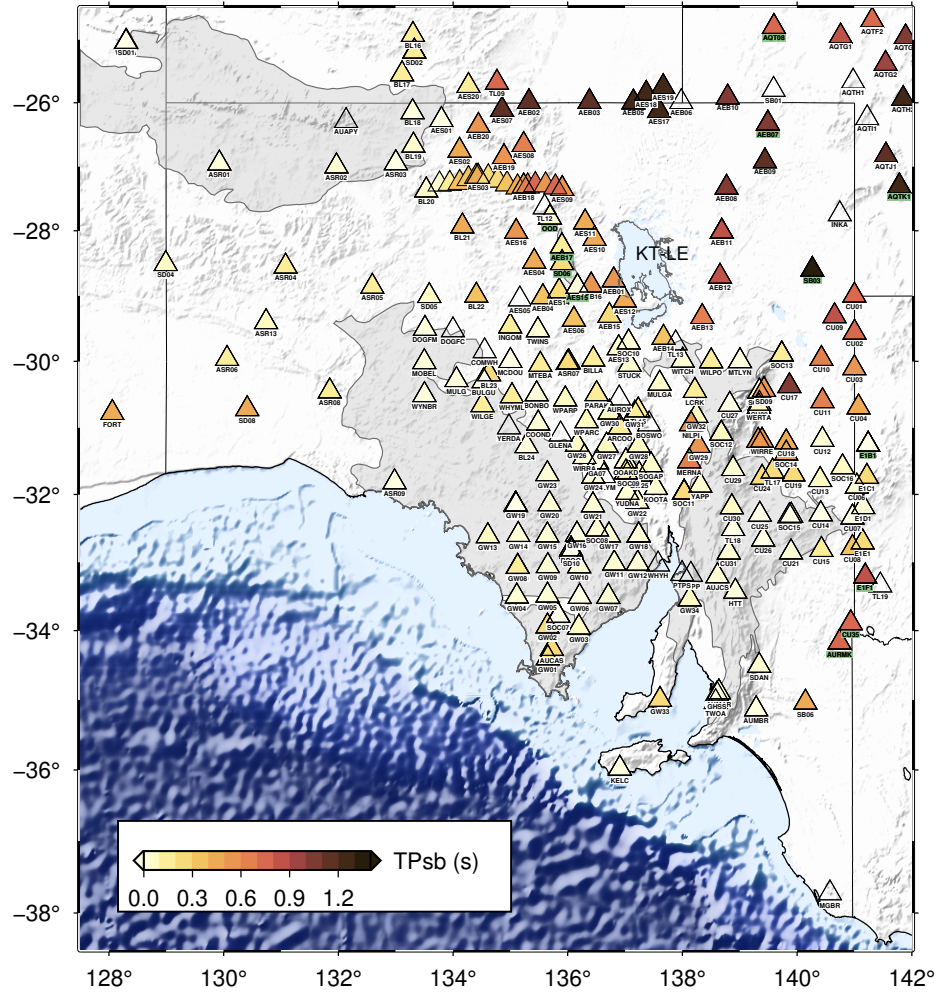 AQT08
AQTG1
AQTF2
BL16
SD02
AQTG2
BL17
AES20
TL09
SB01
AQTH1
AES19
AES18
AEB10
AES07
AEB02
AEB03
AEB05
AEB06
AES17
−26°
AUAPY
BL18
AES01
AEB20
AEB07
AQTI1
AES08
AES02
AEB19
BL19
ASR01
ASR02
ASR03
AEB09
AQTJ1
AES03
BL20
AEB18
AES09
AEB08
AQTK1
TL12
OOD
INKA
−28°
BL21
AES16
AES11
AES10
AEB11
KT-LE
AEB17
SD04
ASR04
AES04
SD06
SB03
ASR05
SD05
BL22
AES05
AEB04
AES14
AES15
AEB01
AES12
AEB12
CU01
ASR13
DOGFM
DOGFC
INGOM
TWINS
AES06
AEB15
AEB13
CU09
CU02
−30°
ASR06
MOBEL
COMWH
MCDOU
MTEBA
ASR07
BILLA
AES13
SOC10
STUCK
AEB14
TL13
WITCH
WILPO
MTLYN
SOC13
CU10
CU03
ASR08
WYNBR
MULG
BL23
BULGU
WILGE
WHYML
BONBO
WPARP
PARAK
AUROX
MULGA
LCRK
CU27
SD09
WERTA
CU17
CU11
CU04
FORT
SD08
YERDA
COOND
GLENA
WPARC
GW30
GW31
ARCOO
BOSWO
GW32
NILPI
SOC12
WIRRE
CU18
CU12
E1B1
BL24
GW26
GW27
GW28
GW29
SOC14
−32°
ASR09
GW23
GW24
SOC09
SOGAP
MERNA
KOOTA
SOC11
YAPP
CU29
CU24
TL17
CU19
CU13
SOC16
E1C1
CU06
GW19
GW20
GW21
YUDNA
GW22
CU30
CU25
SOC15
CU14
CU07
E1D1
GW13
GW14
GW15
GW16
SOC08
GW17
GW18
TL18
CU26
CU31
CU21
CU15
CU08
E1E1
GW08
GW09
SD10
GW10
GW11
GW12
WHYH
PTPS
AUJCS
HTT
E1F1
TL19
GW04
GW05
GW06
GW07
GW34
−34°
SOC07
GW02
GW03
CU35
AURMK
AUCAS
GW01
SDAN
GW33
GHSS
TWOA
AUMBR
SB06
−36°
KELC
TPsb (s)
0.0 0.3 0.6 0.9 1.2
MGBR
−38°
128° 130° 132° 134° 136° 138° 140° 142°